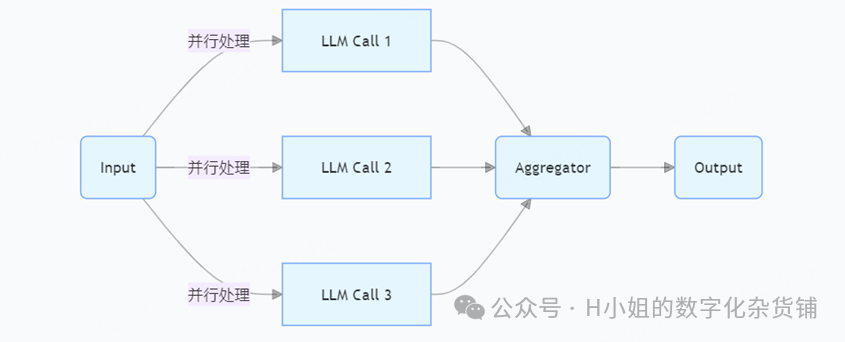 并行处理
LLM Call 1
Input
并行处理
LLM Call 2
Aggregator
Output
并行处理
LLM Call 3
公众号 · H小姐的数字化杂货铺